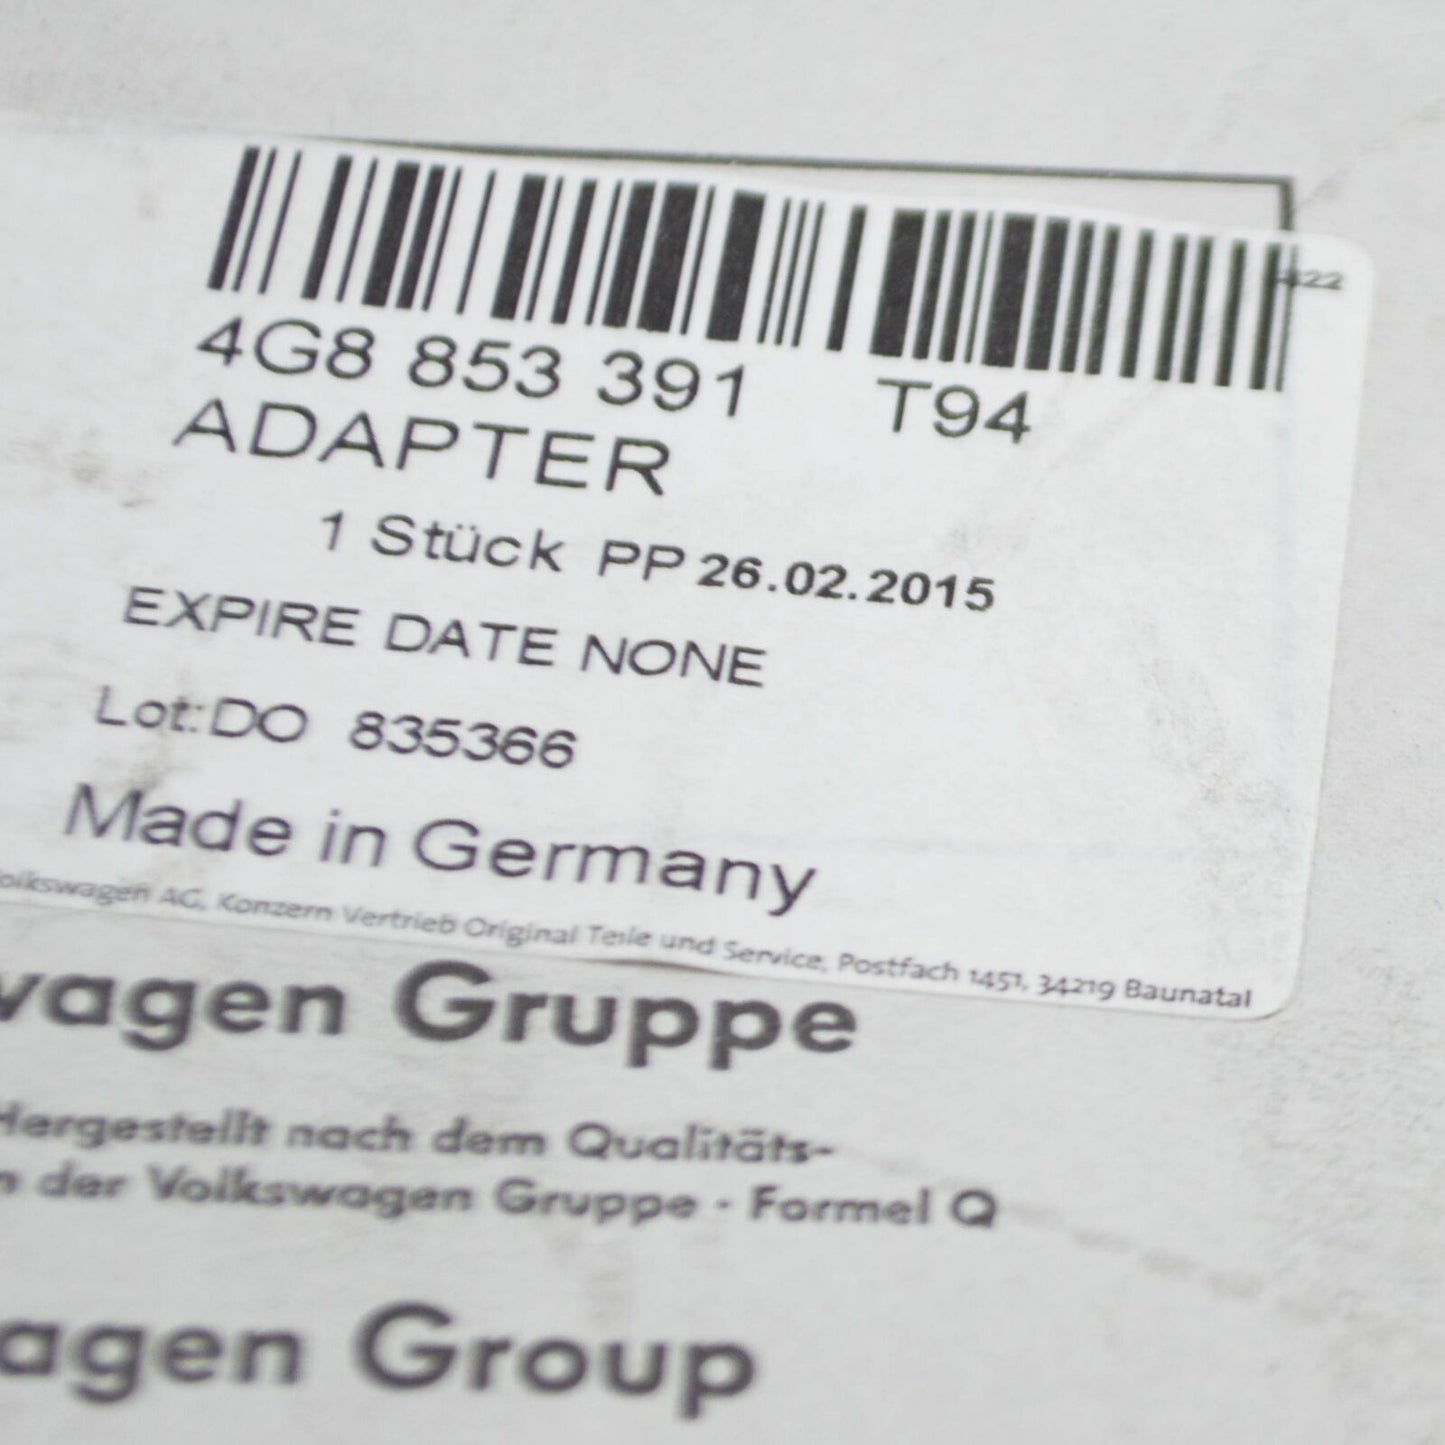 422
4G8 853 391 T94
ADAPTER
1 Stück PP 26.02.2015
EXPIRE DATE NONE
Lot:DO 835366
Made in Germany
olkswagen AG, Konzern Vertrieb Original Teile und Service, Postfach 1451, 34219 Baunatal
wagen Gruppe
Hergestellt nach dem Qualitäts-
n der Volkswagen Gruppe · Formel Q
agen Group